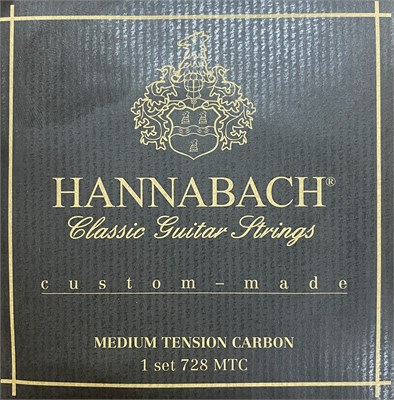 HANNABACH®
Classic Guitar Strings
custom-made
MEDIUM TENSION CARBON
1 set 728 MTC